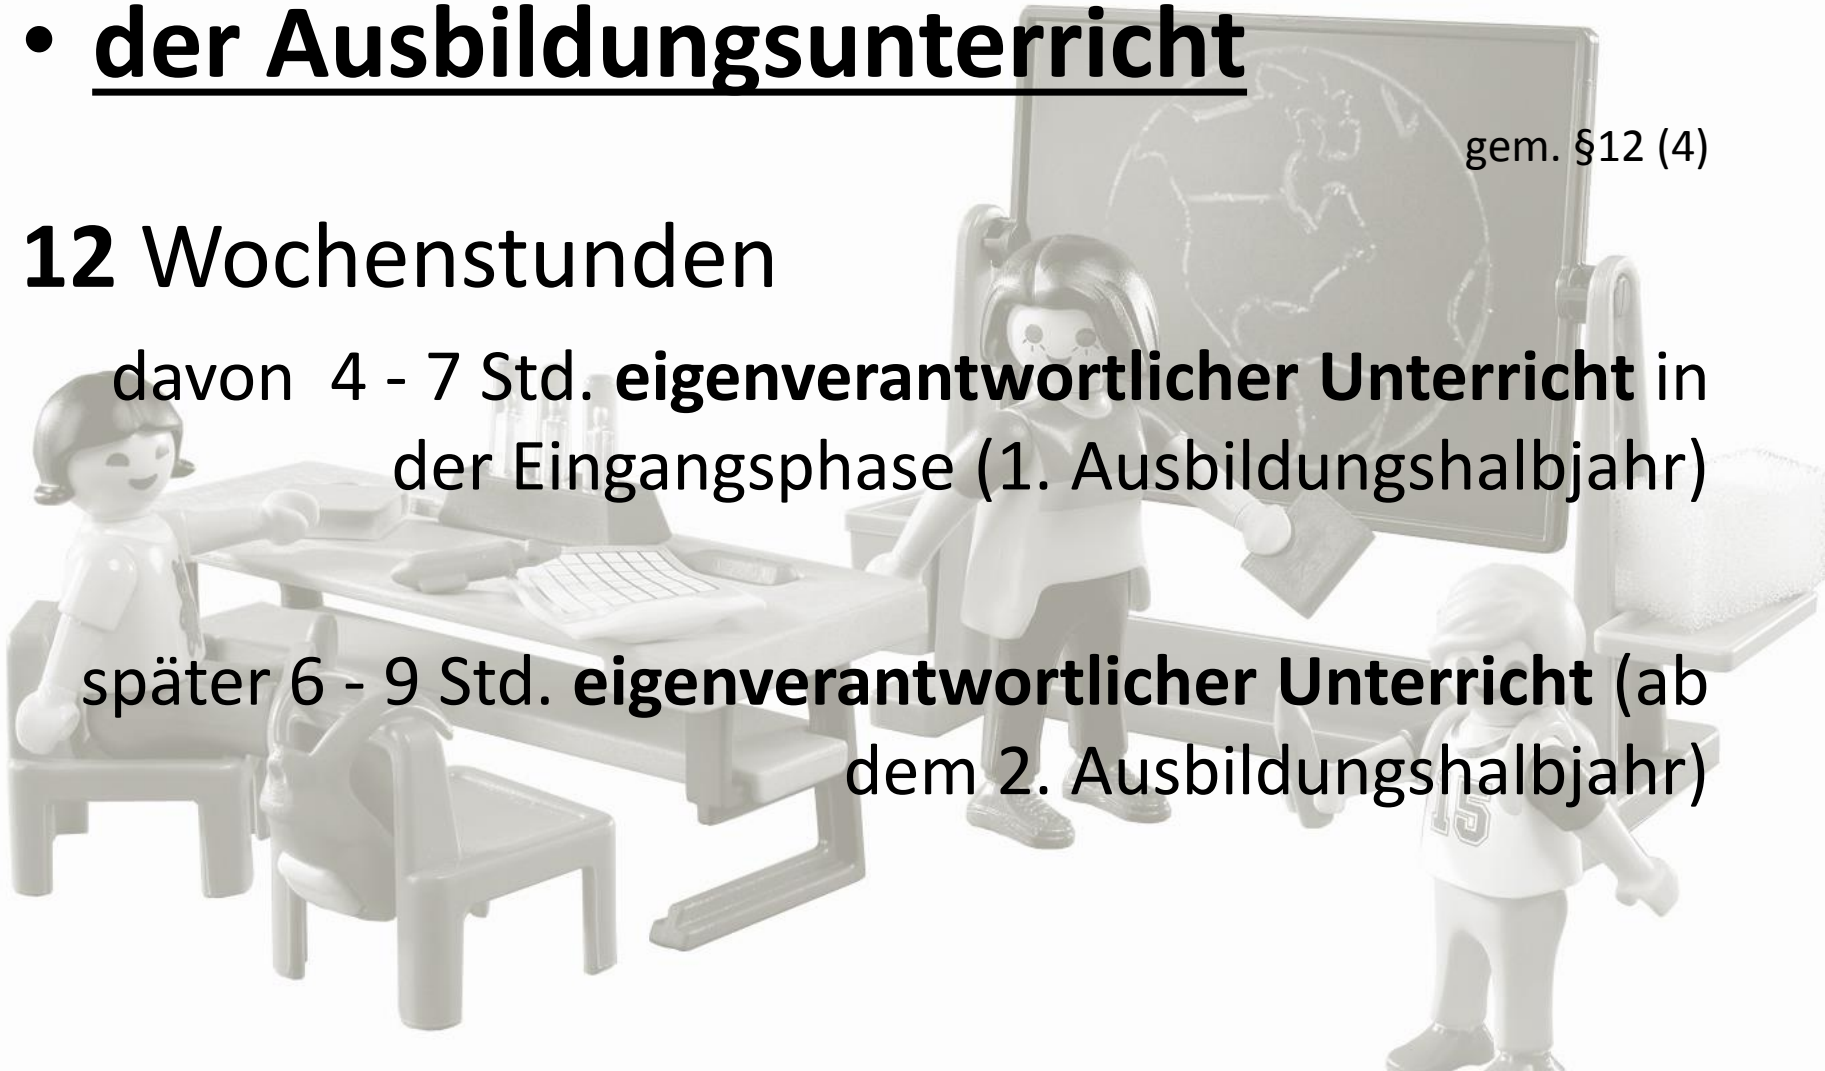 • der Ausbildungsunterricht
gem. §12 (4)
12 Wochenstunden
davon 4 - 7 Std. eigenverantwortlicher Unterricht in
der Eingangsphase (1. Ausbildungshalbjahr)
später 6 - 9 Std. eigenverantwortlicher Unterricht (ab
dem 2. Ausbildungshalbjahr)
15